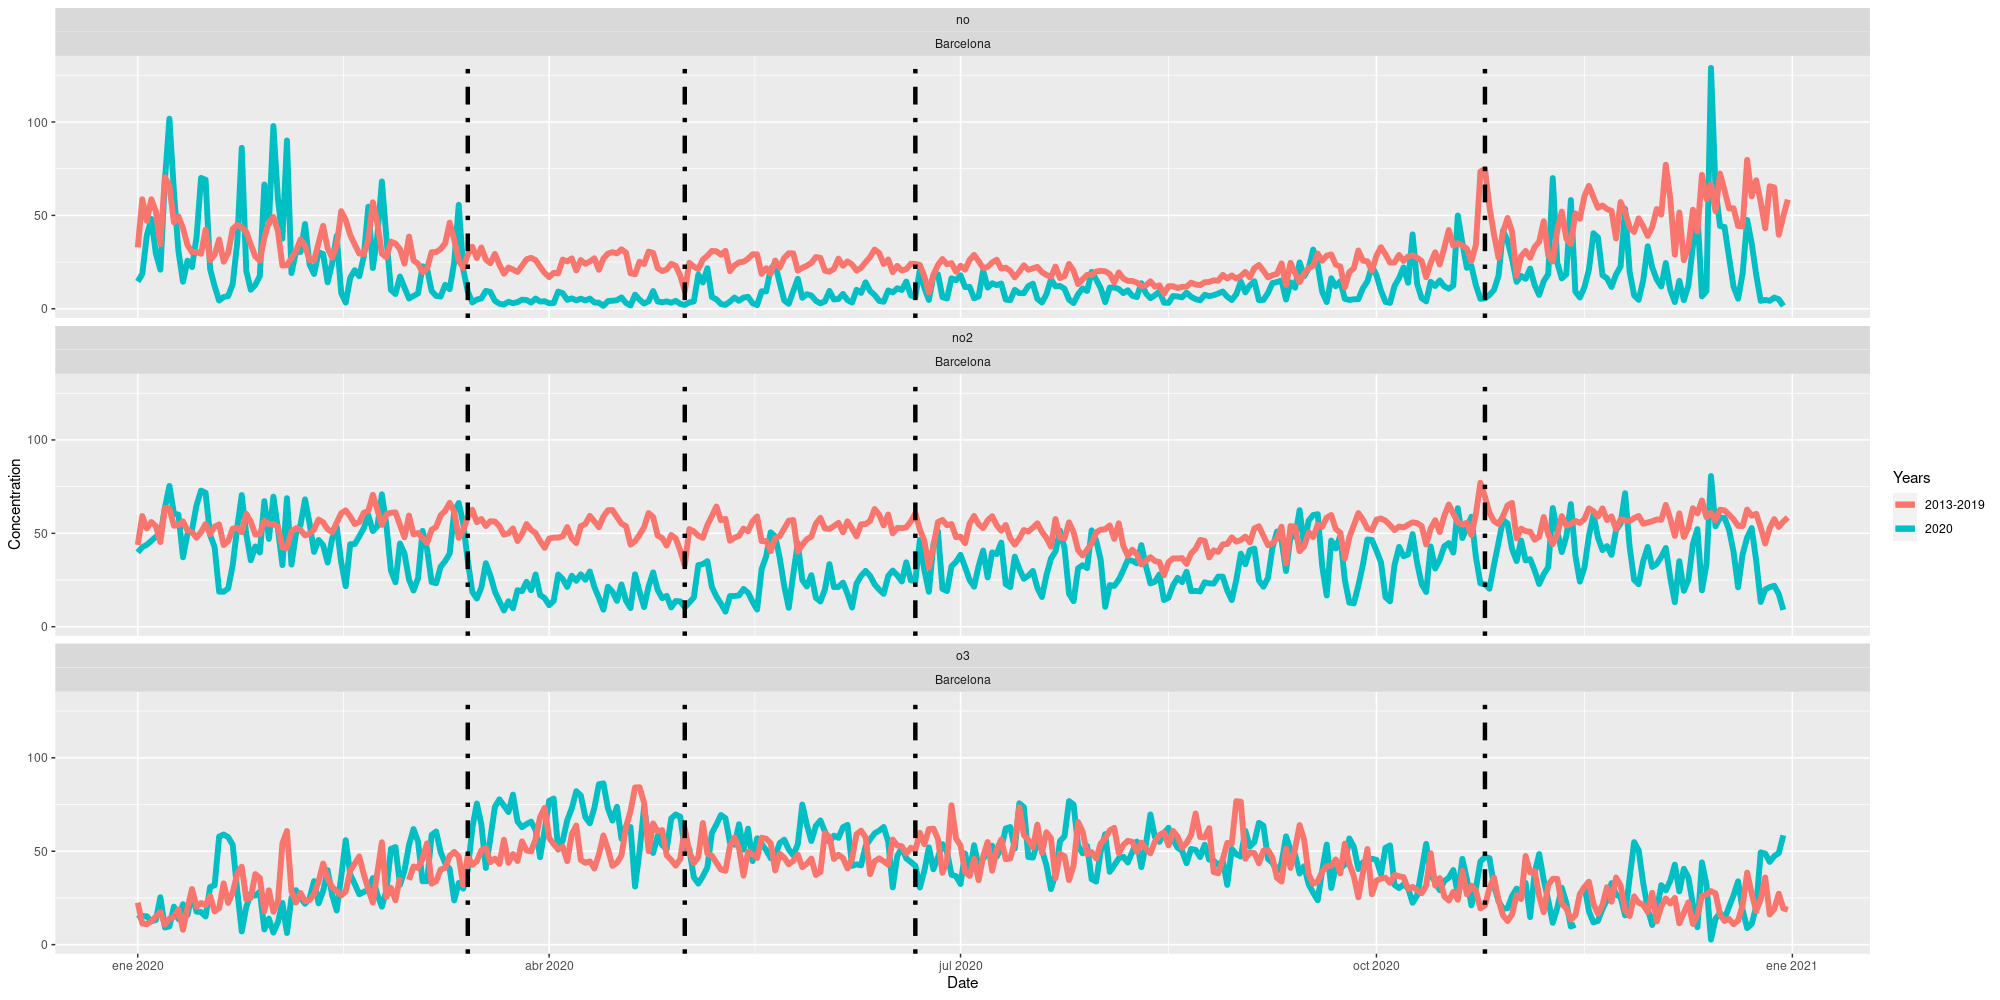 no
Barcelona
100
50
0
no2
Barcelona
100
50
0
o3
Barcelona
100
50
0
ene 2020
abr 2020
jul 2020
oct 2020
ene 2021
Date
Concentration
Years
2013-2019
2020